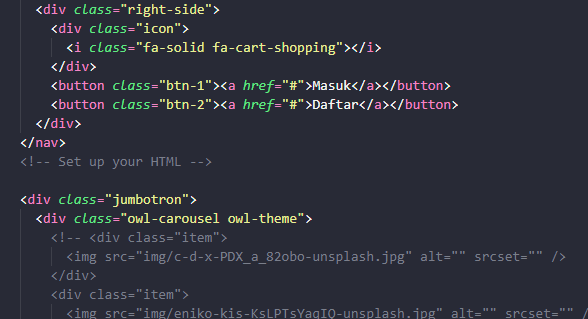 <div class="right-side">
<div class="icon">
<i class="fa-solid fa-cart-shopping"></i>
</div>
<button class="btn-1"><a href="#">Masuk</a></button>
<button class="btn-2"><a href="#">Daftar</a></button>
</div>
</nav>
<!-- Set up your HTML -->
<div class="jumbotron">
<div class="owl-carousel owl-theme">
<!-- <div class="item">
<img src="img/c-d-x-PDX_a_82obo-unsplash.jpg" alt="" srcset="" />
</div>
<div class="item">
<img src="img/eniko-kis-KsLPTsYaqIQ-unsplash.jpg" alt="" srcset="" /